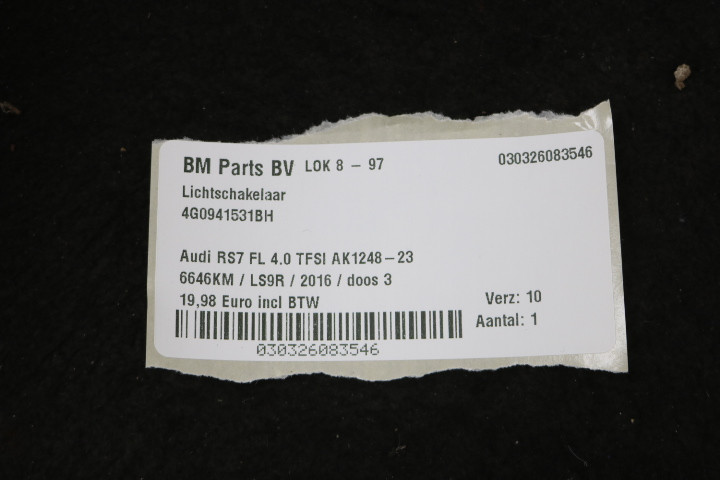 BM Parts BV LOK 8 - 97 030326083546
Lichtschakelaar
4G0941531BH
Audi RS7 FL 4.0 TFSI AK1248-23
6646KM / LS9R / 2016 / doos 3
19,98 Euro incl BTW Verz: 10
Aantal: 1
030326083546